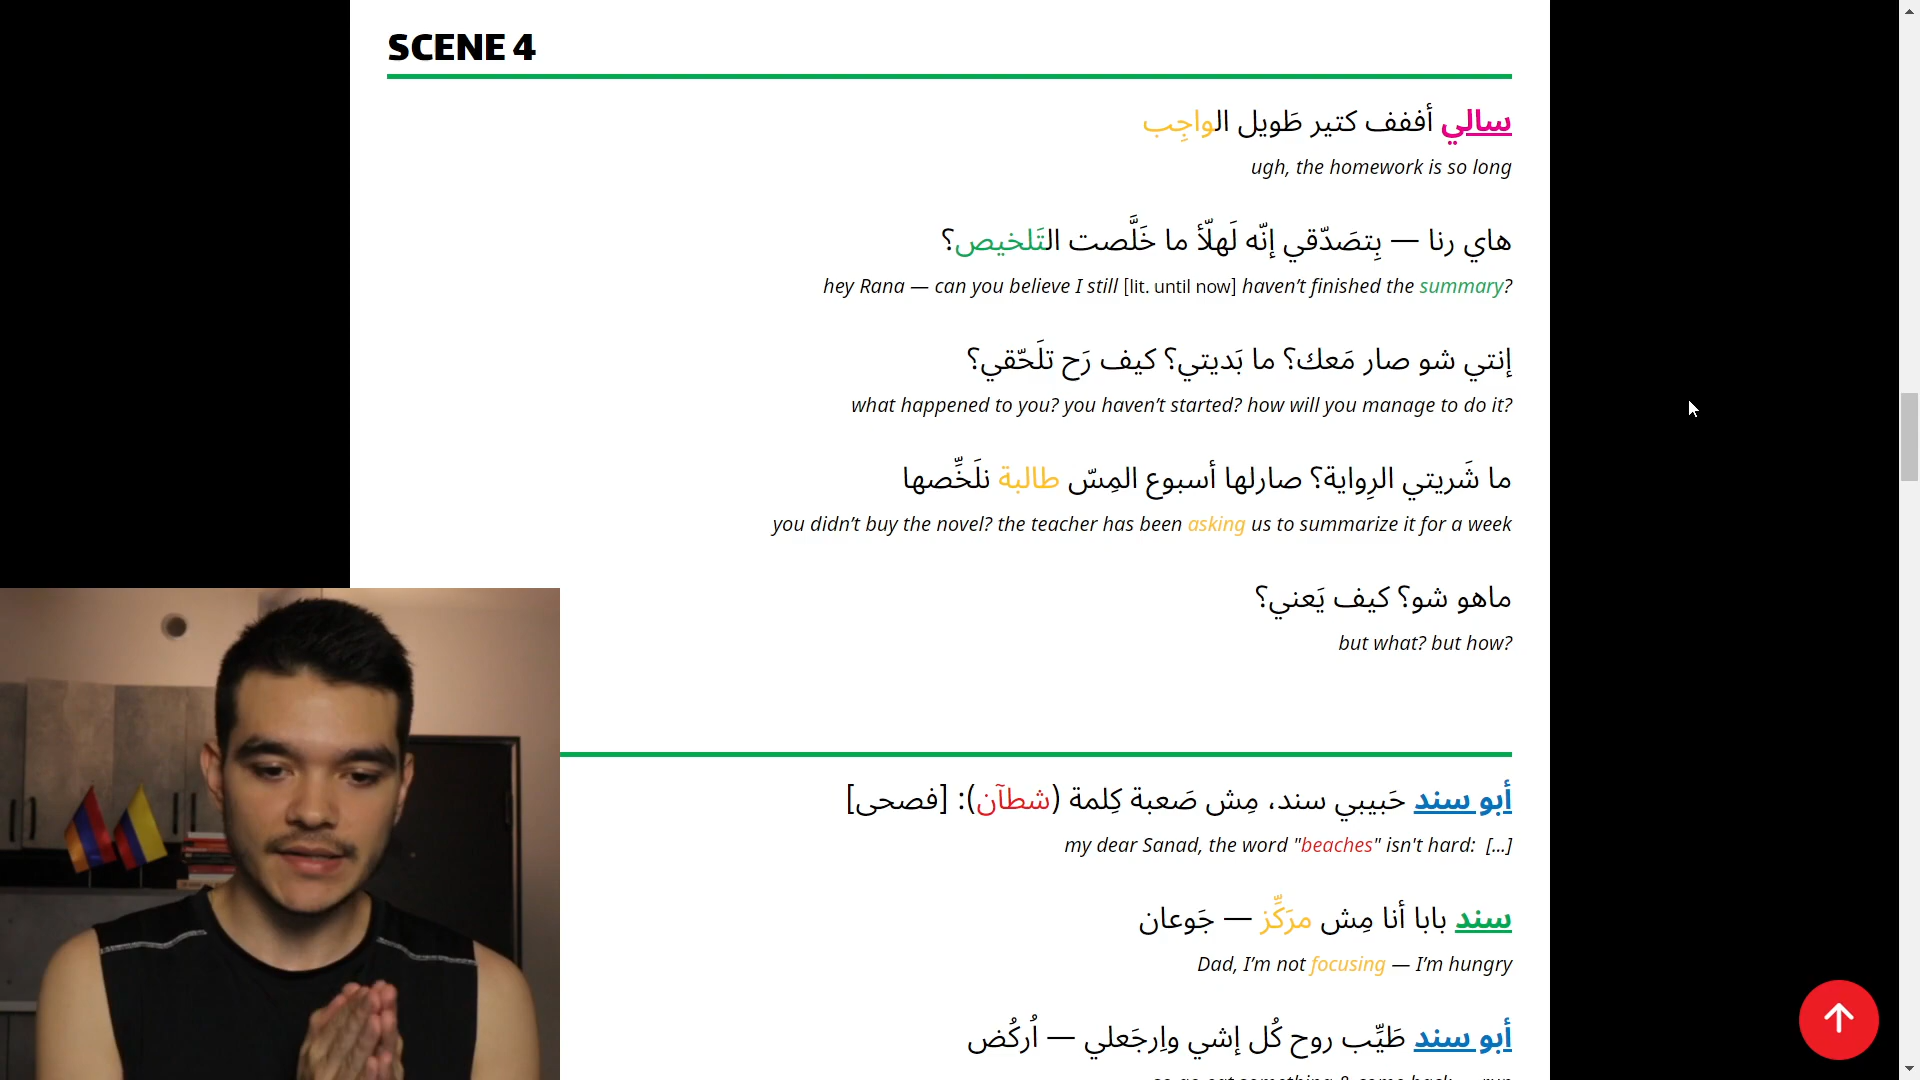 SCENE 4
سالي أففف كتير طَويل الواجِب
ugh, the homework is so long
هاي رنا — بِتصَدّقي إنّه لَهلّأ ما خَلَّصت التَلخيص؟
hey Rana — can you believe I still [lit. until now] haven’t finished the summary?
إنتي شو صار مَعك؟ ما بَديتي؟ كيف رَح تلَحّقي؟
what happened to you? you haven’t started? how will you manage to do it?
ما شَريتي الرِواية؟ صارلها أسبوع المِسّ طالبة نلَخِّصها
you didn’t buy the novel? the teacher has been asking us to summarize it for a week
ماهو شو؟ كيف يَعني؟
but what? but how?
أبو سند حَبيبي سند، مِش صَعبة كِلمة (شطآن): [فصحى]
my dear Sanad, the word "beaches" isn't hard: [...]
سند بابا أنا مِش مرَكِّز — جَوعان
Dad, I’m not focusing — I’m hungry
أبو سند طَيِّب روح كُل إشي واِرجَعلي — اُركُض